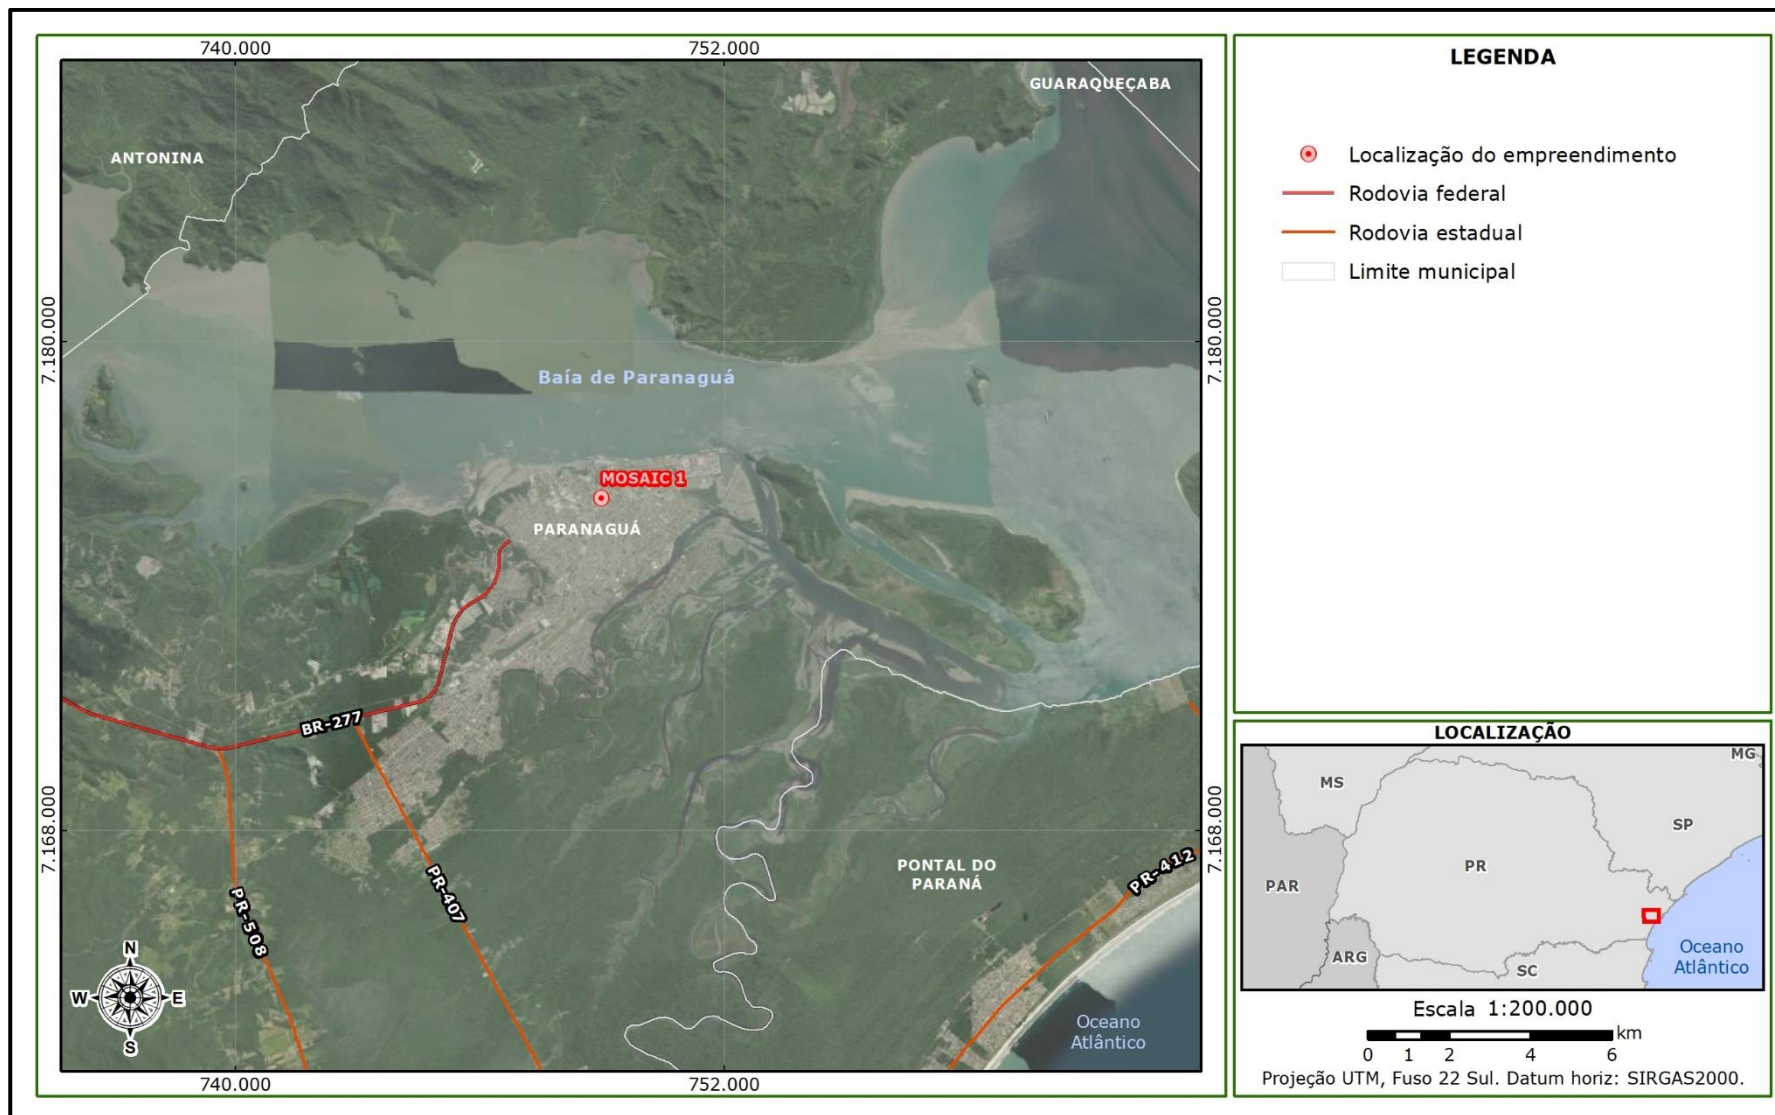 740.000
752.000
GUARAQUEÇABA
ANTONINA
7.180.000
7.180.000
Baía de Paranaguá
MOSAIC 1
PARANAGUÁ
BR-277
7.168.000
7.168.000
PR-508
PR-407
PONTAL DO
PARANÁ
PR-412
N
W
E
S
Oceano
Atlântico
740.000
752.000
LEGENDA
Localização do empreendimento
Rodovia federal
Rodovia estadual
Limite municipal
LOCALIZAÇÃO
MG
MS
SP
PR
PAR
ARG
SC
Oceano
Atlântico
Escala 1:200.000
km
0 1 2 4 6
Projeção UTM, Fuso 22 Sul. Datum horiz: SIRGAS2000.